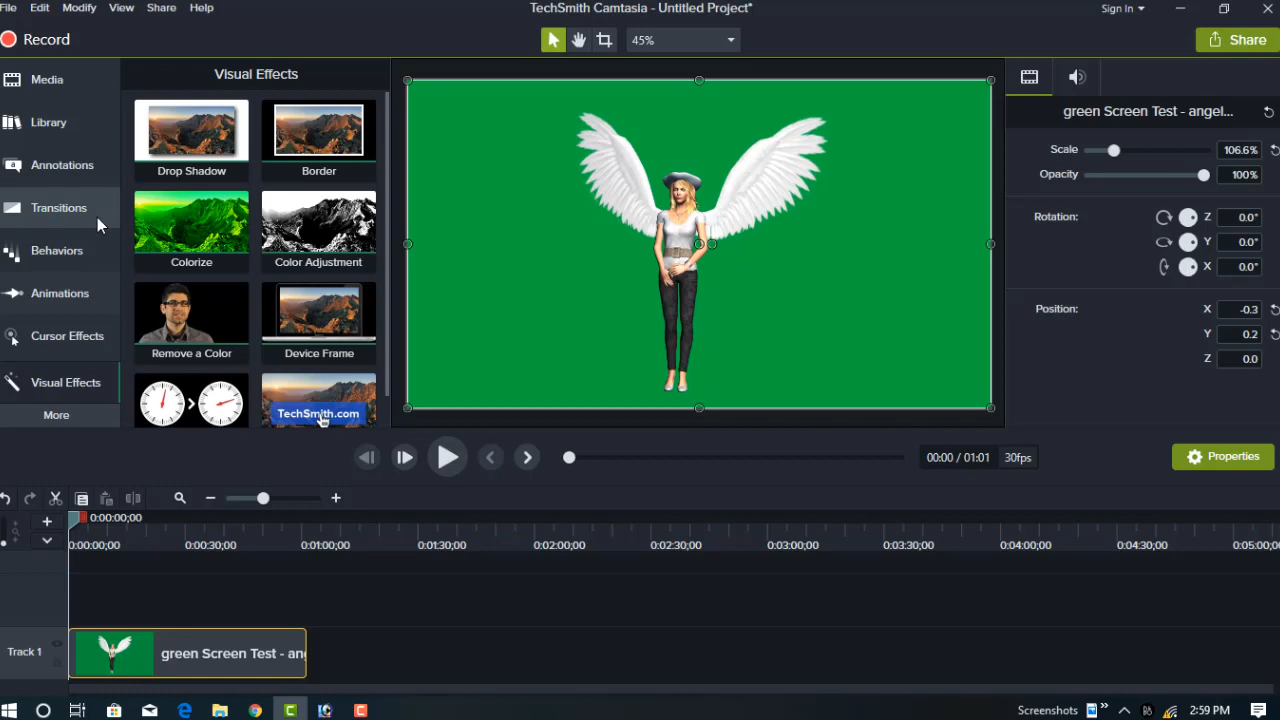 File Edit Modify View Share Help
TechSmith Camtasia - Untitled Project*
Sign In
Record
45%
Share
Media
Library
Annotations
Transitions
Behaviors
Animations
Cursor Effects
Visual Effects
More
Visual Effects
Drop Shadow
Border
Colorize
Color Adjustment
Remove a Color
Device Frame
TechSmith.com
green Screen Test - angel...
Scale 106.6%
Opacity 100%
Rotation: Z 0.0°
Y 0.0°
X 0.0°
Position: X -0.3
Y 0.2
Z 0.0
00:00 / 01:01 30fps
Properties
0:00:00;00
0:00:00;00 0:00:30;00 0:01:00;00 0:01:30;00 0:02:00;00 0:02:30;00 0:03:00;00 0:03:30;00 0:04:00;00 0:04:30;00 0:05:00;00
Track 1
green Screen Test - ang
Screenshots
2:59 PM